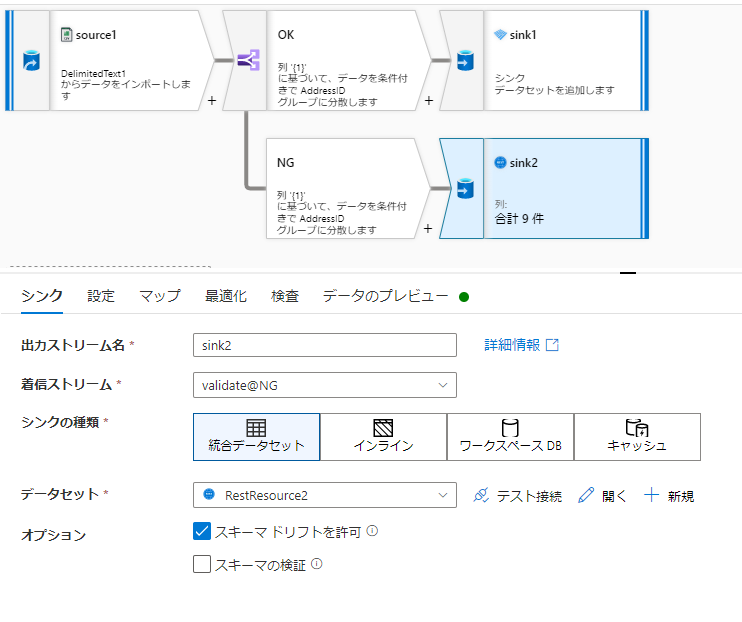 source1
DelimitedText1
からデータをインポートしま
す
+
OK
列 '{1}'
に基づいて、データを条件付
きで AddressID
グループに分散します
+
sink1
シンク
データセットを追加します
NG
列 '{1}'
に基づいて、データを条件付
きで AddressID
グループに分散します
+
sink2
列:
合計 9 件
シンク 設定 マップ 最適化 検査 データのプレビュー
出力ストリーム名 * sink2 詳細情報
着信ストリーム * validate@NG
シンクの種類 * 統合データセット インライン ワークスペース DB キャッシュ
データセット * RestResource2 テスト接続 開く 新規
オプション スキーマ ドリフトを許可
スキーマの検証